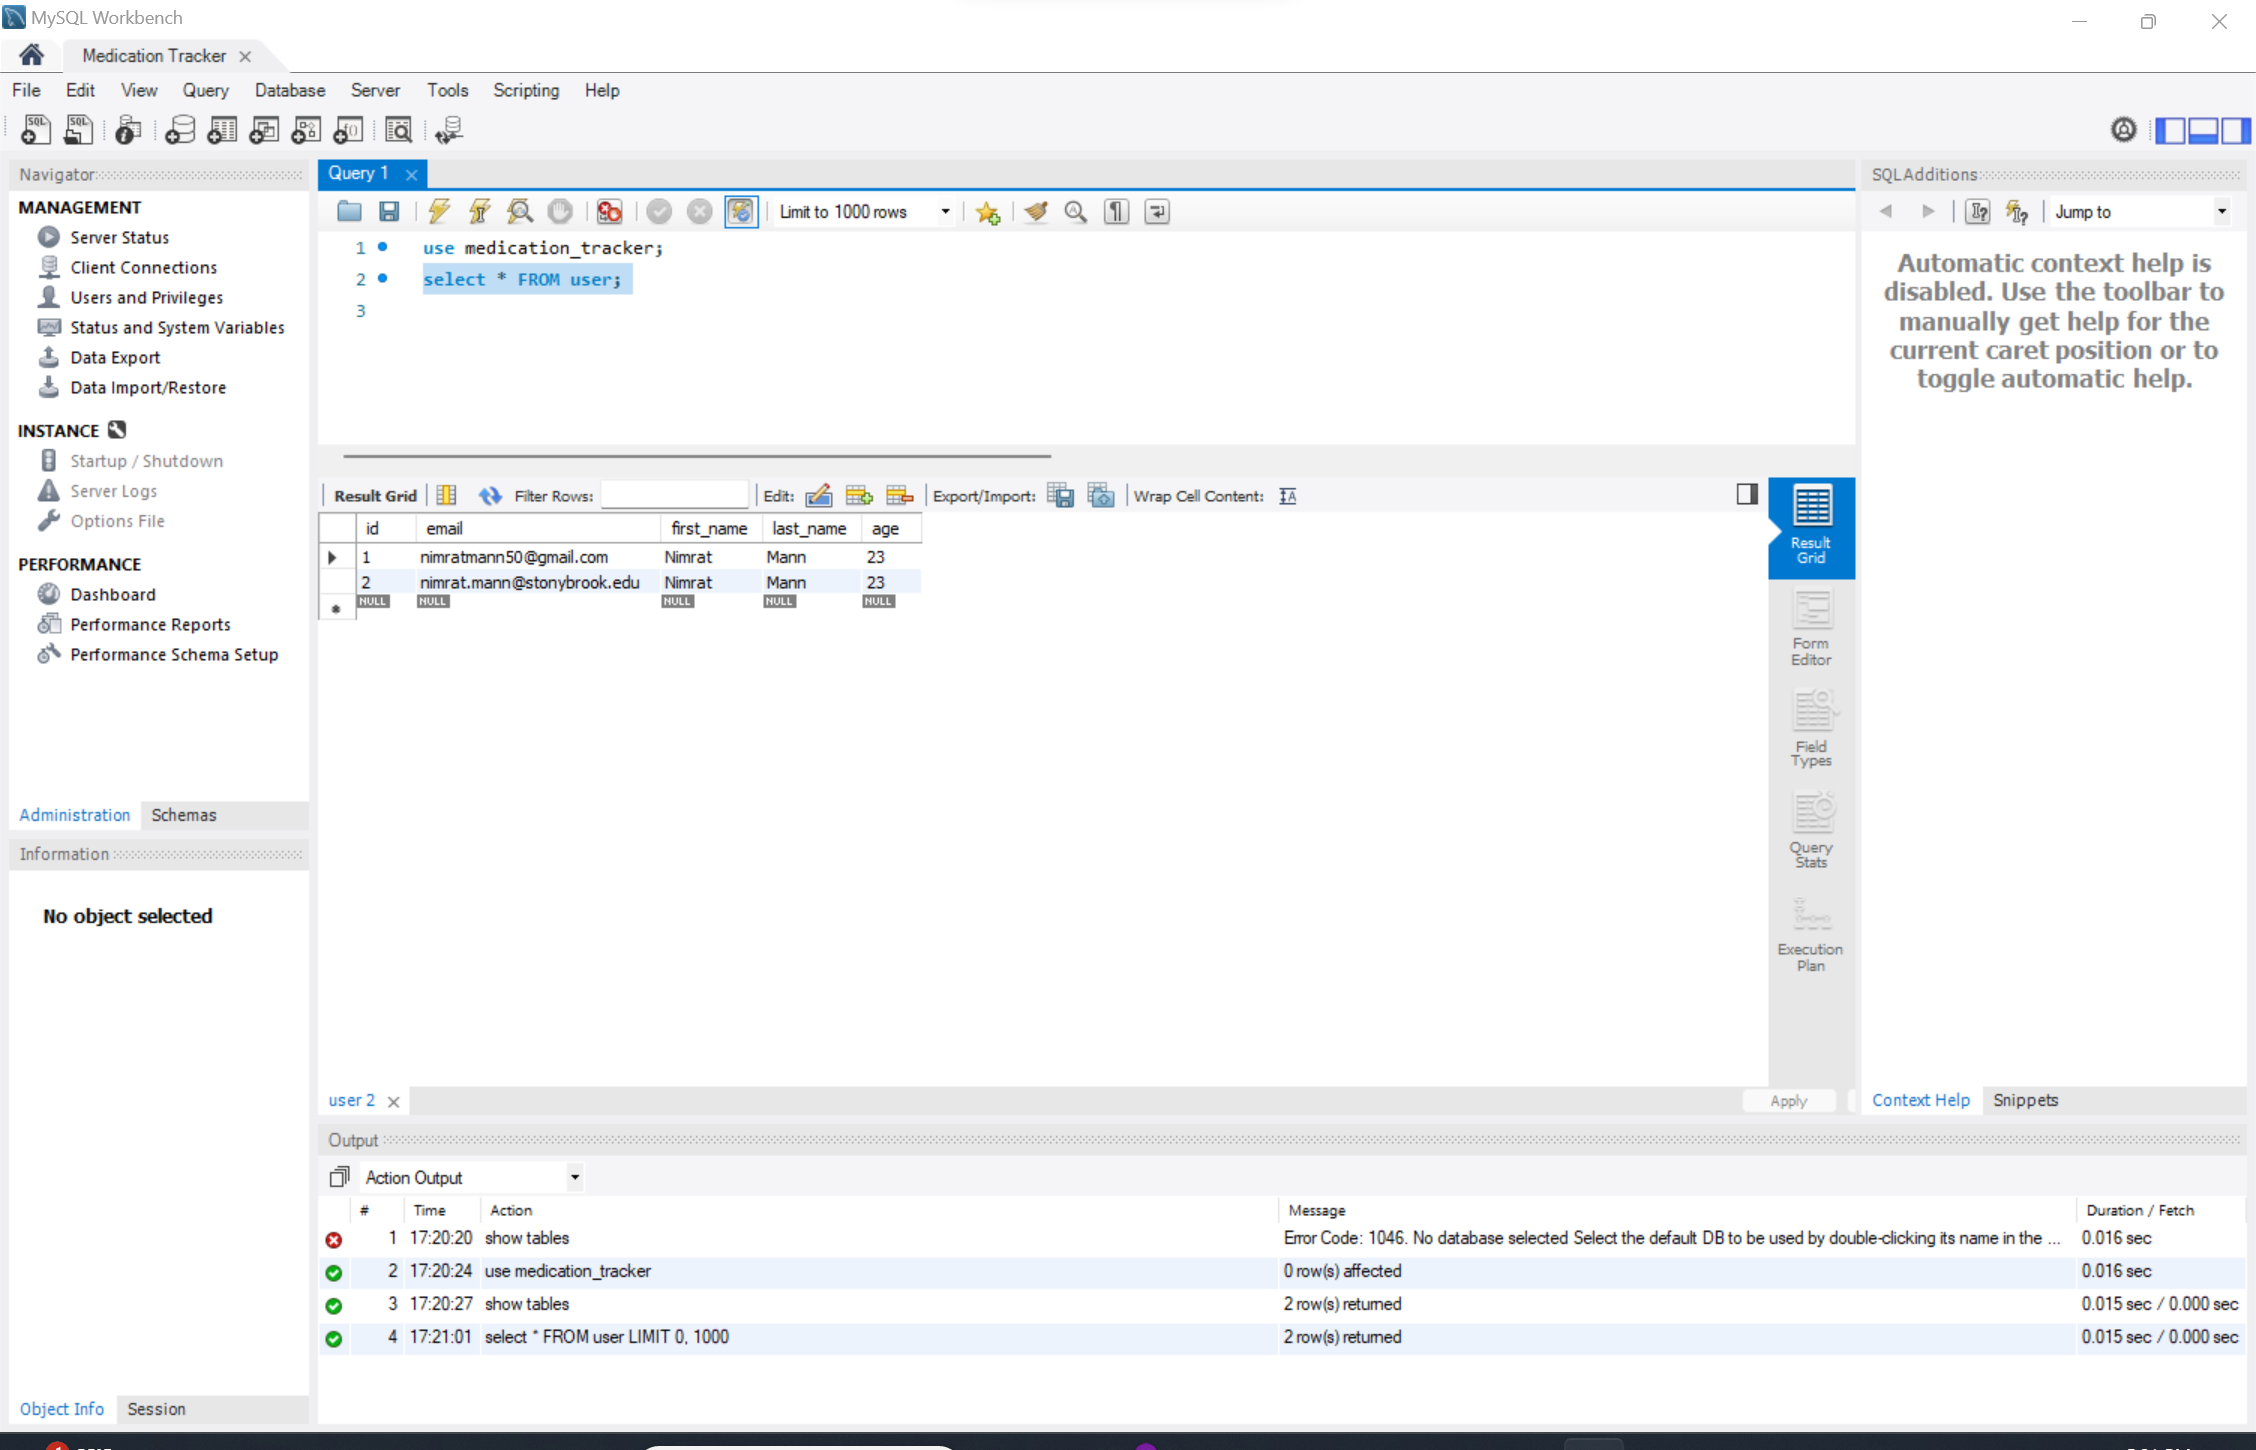 MySQL Workbench
Medication Tracker
File Edit View Query Database Server Tools Scripting Help
Navigator
MANAGEMENT
Server Status
Client Connections
Users and Privileges
Status and System Variables
Data Export
Data Import/Restore
INSTANCE
Startup / Shutdown
Server Logs
Options File
PERFORMANCE
Dashboard
Performance Reports
Performance Schema Setup
Administration Schemas
Information
No object selected
Object Info Session
Query 1
Limit to 1000 rows
1 use medication_tracker;
2 select * FROM user;
3
Result Grid Filter Rows: Edit: Export/Import: Wrap Cell Content:
id email first_name last_name age
1 nimratmann50@gmail.com Nimrat Mann 23
2 nimrat.mann@stonybrook.edu Nimrat Mann 23
NULL NULL NULL NULL NULL
Result
Grid
Form
Editor
Field
Types
Query
Stats
Execution
Plan
user 2 Apply
SQLAdditions
Jump to
Automatic context help is
disabled. Use the toolbar to
manually get help for the
current caret position or to
toggle automatic help.
Context Help Snippets
Output
Action Output
# Time Action Message Duration / Fetch
1 17:20:20 show tables Error Code: 1046. No database selected Select the default DB to be used by double-clicking its name in the ... 0.016 sec
2 17:20:24 use medication_tracker 0 row(s) affected 0.016 sec
3 17:20:27 show tables 2 row(s) returned 0.015 sec / 0.000 sec
4 17:21:01 select * FROM user LIMIT 0, 1000 2 row(s) returned 0.015 sec / 0.000 sec